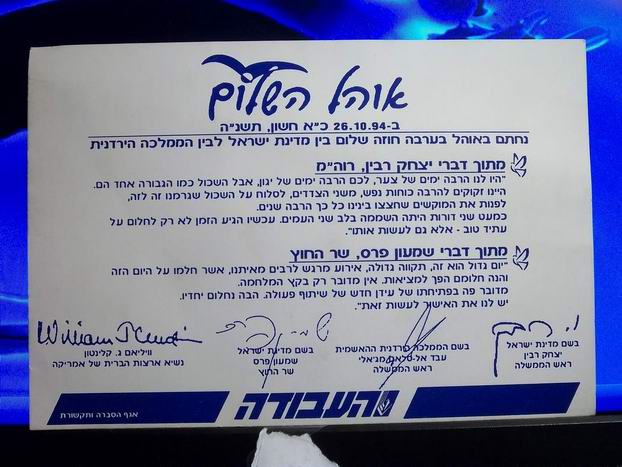 אוהל השלום
ב-26.10.94 כ"א חשון, תשנ"ה
נחתם באוהל בערבה חוזה שלום בין מדינת ישראל לבין הממלכה הירדנית
מתוך דברי יצחק רבין, רוה"מ
"היו לנו הרבה ימים של צער, לכם הרבה ימים של יגון, אבל השכול כמו הגבורה אחד הם.
היינו זקוקים להרבה כוחות נפש, משני הצדדים, לסלוח על השכול שגרמנו זה לזה,
לפנות את המוקשים שחצצו בינינו כל כך הרבה שנים.
כמעט שני דורות היתה השממה בלב שני העמים. עכשיו הגיע הזמן לא רק לחלום על
עתיד טוב - אלא גם לעשות אותו".
מתוך דברי שמעון פרס, שר החוץ
"יום גדול הוא זה, תקווה גדולה, אירוע מרגש לרבים מאיתנו, אשר חלמו על היום הזה
והנה חלומם הפך למציאות. אין מדובר רק בקץ המלחמה.
מדובר פה בפתיחתו של עידן חדש של שיתוף פעולה. הבה נחלום יחדיו.
יש לנו את האישור לעשות זאת".
בשם מדינת ישראל
יצחק רבין
ראש הממשלה
בשם הממלכה הירדנית ההאשמית
עבד אל-סלאם מג'אלי
ראש הממשלה
בשם מדינת ישראל
שמעון פרס
שר החוץ
William J Clinton
וויליאם ג. קלינטון
נשיא ארצות הברית של אמריקה
העבודה
אגף הסברה ותקשורת